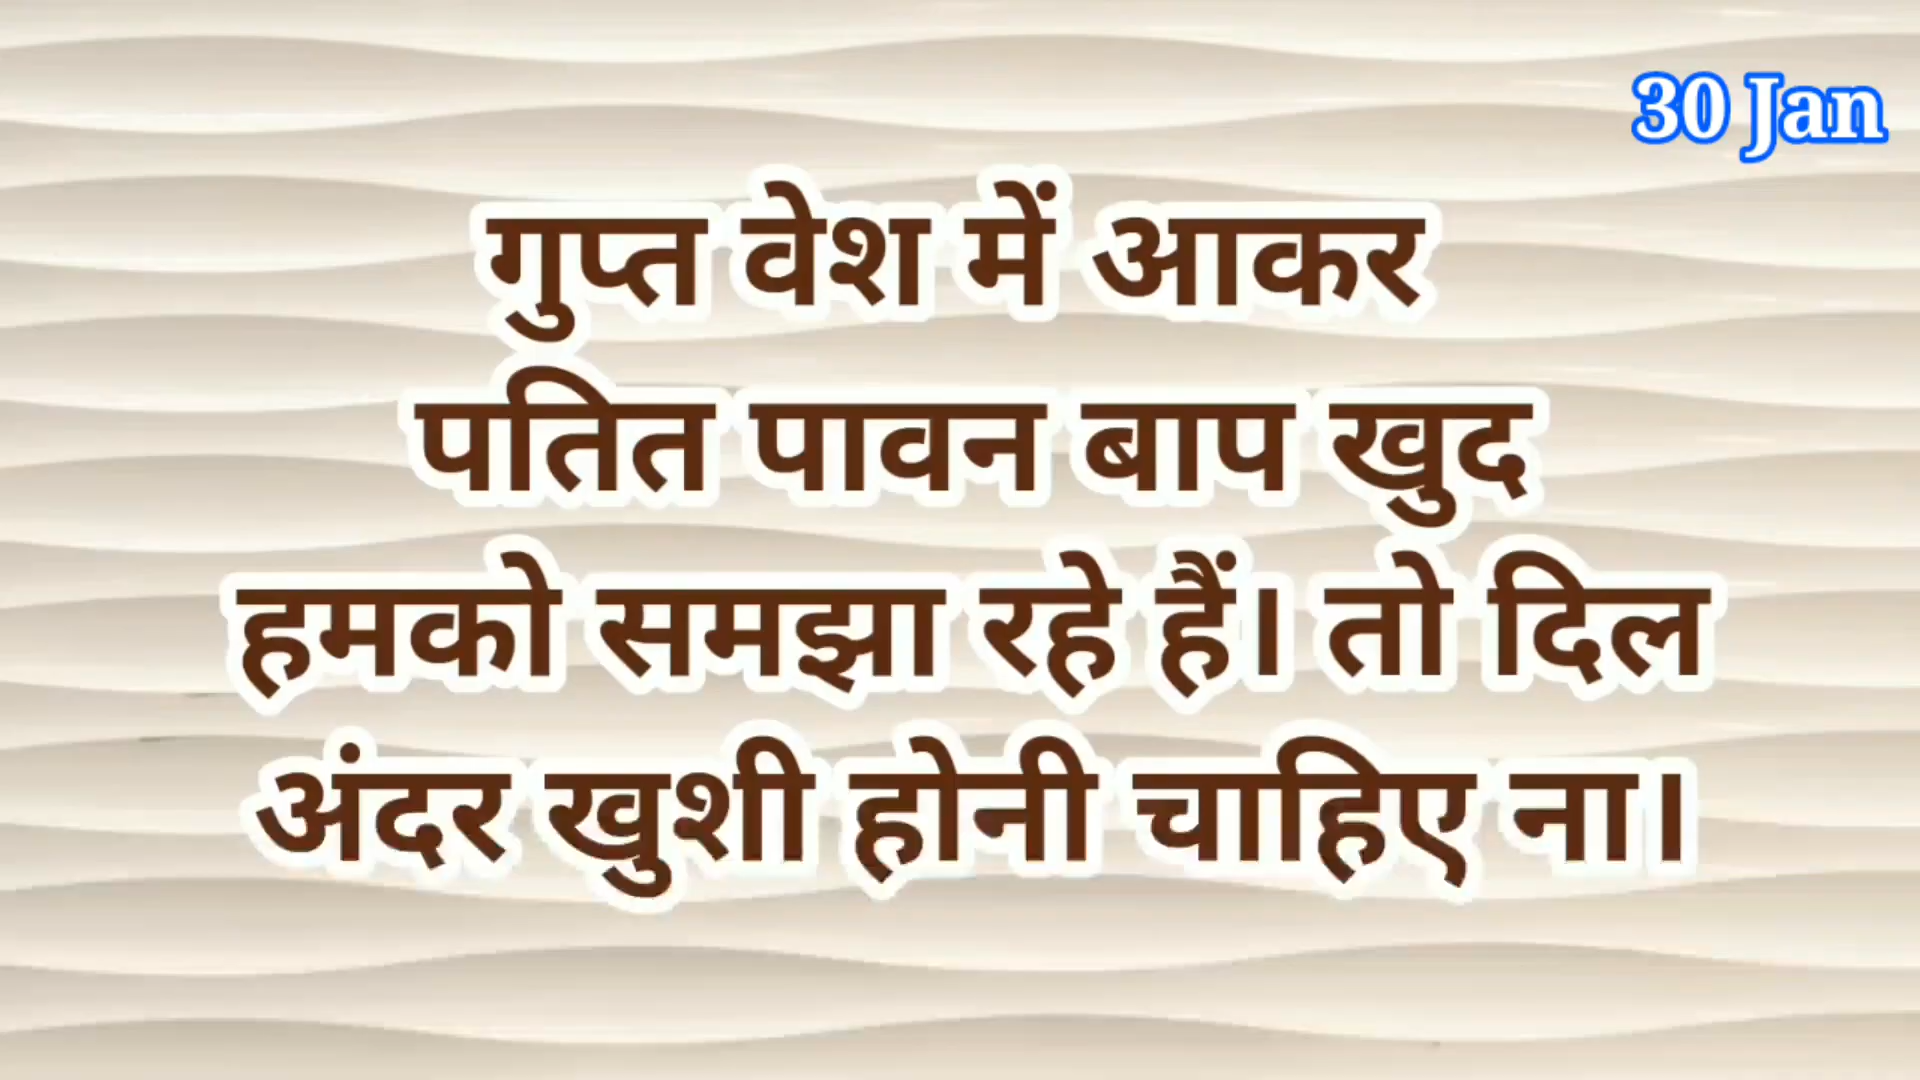 30 Jan
गुप्त वेश में आकर
पतित पावन बाप खुद
हमको समझा रहे हैं। तो दिल
अंदर खुशी होनी चाहिए ना।